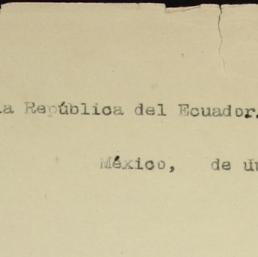 la República del Ecuador.
México, de